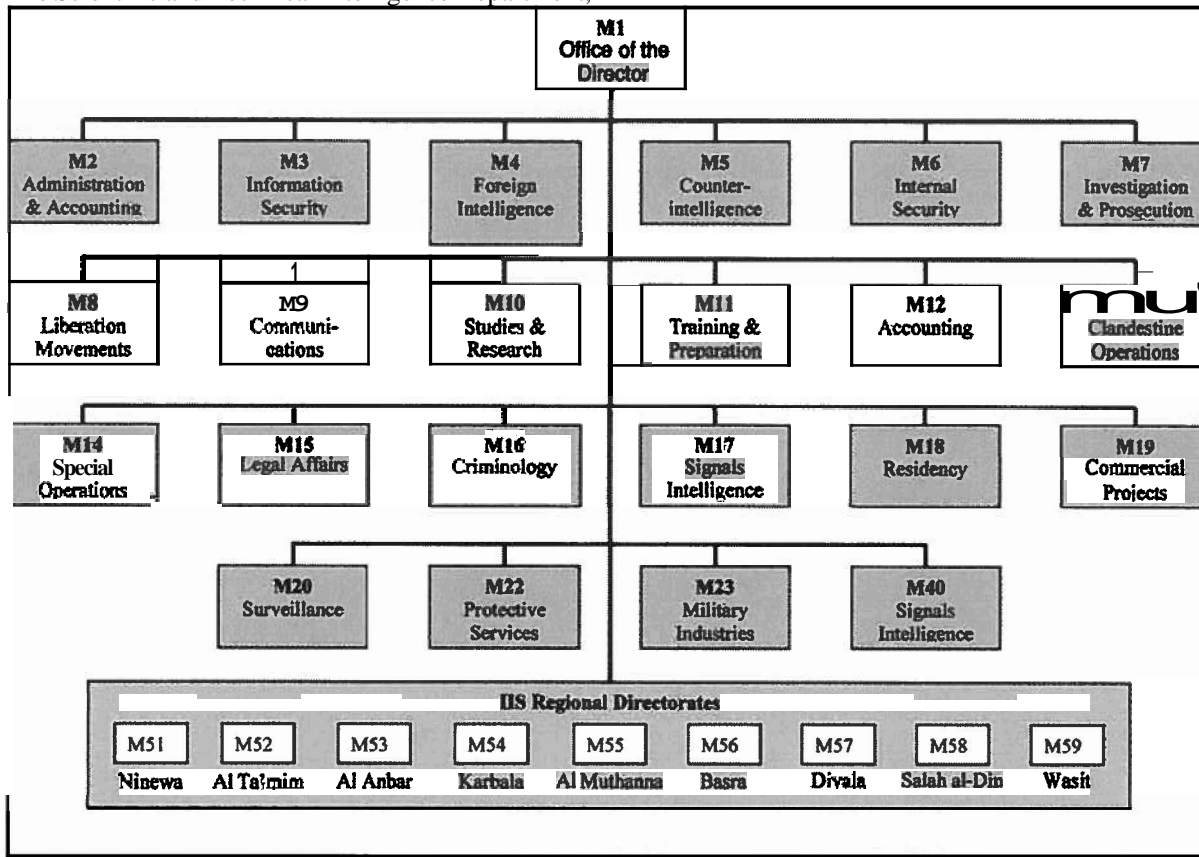 M1
Office of the
Director
M2
Administration
& Accounting
M3
Information
Security
M4
Foreign
Intelligence
M5
Counter-
intelligence
M6
Internal
Security
M7
Investigation
& Prosecution
M8
Liberation
Movements
1
M9
Communi-
cations
M10
Studies &
Research
M11
Training &
Preparation
M12
Accounting
mu'
Clandestine
Operations
M14
Special
Operations
M15
Legal Affairs
M16
Criminology
M17
Signals
Intelligence
M18
Residency
M19
Commercial
Projects
M20
Surveillance
M22
Protective
Services
M23
Military
Industries
M40
Signals
Intelligence
IIS Regional Directorates
M51 M52 M53 M54 M55 M56 M57 M58 M59
Ninewa Al Ta'mim Al Anbar Karbala Al Muthanna Basra Diyala Salah al-Din Wasit